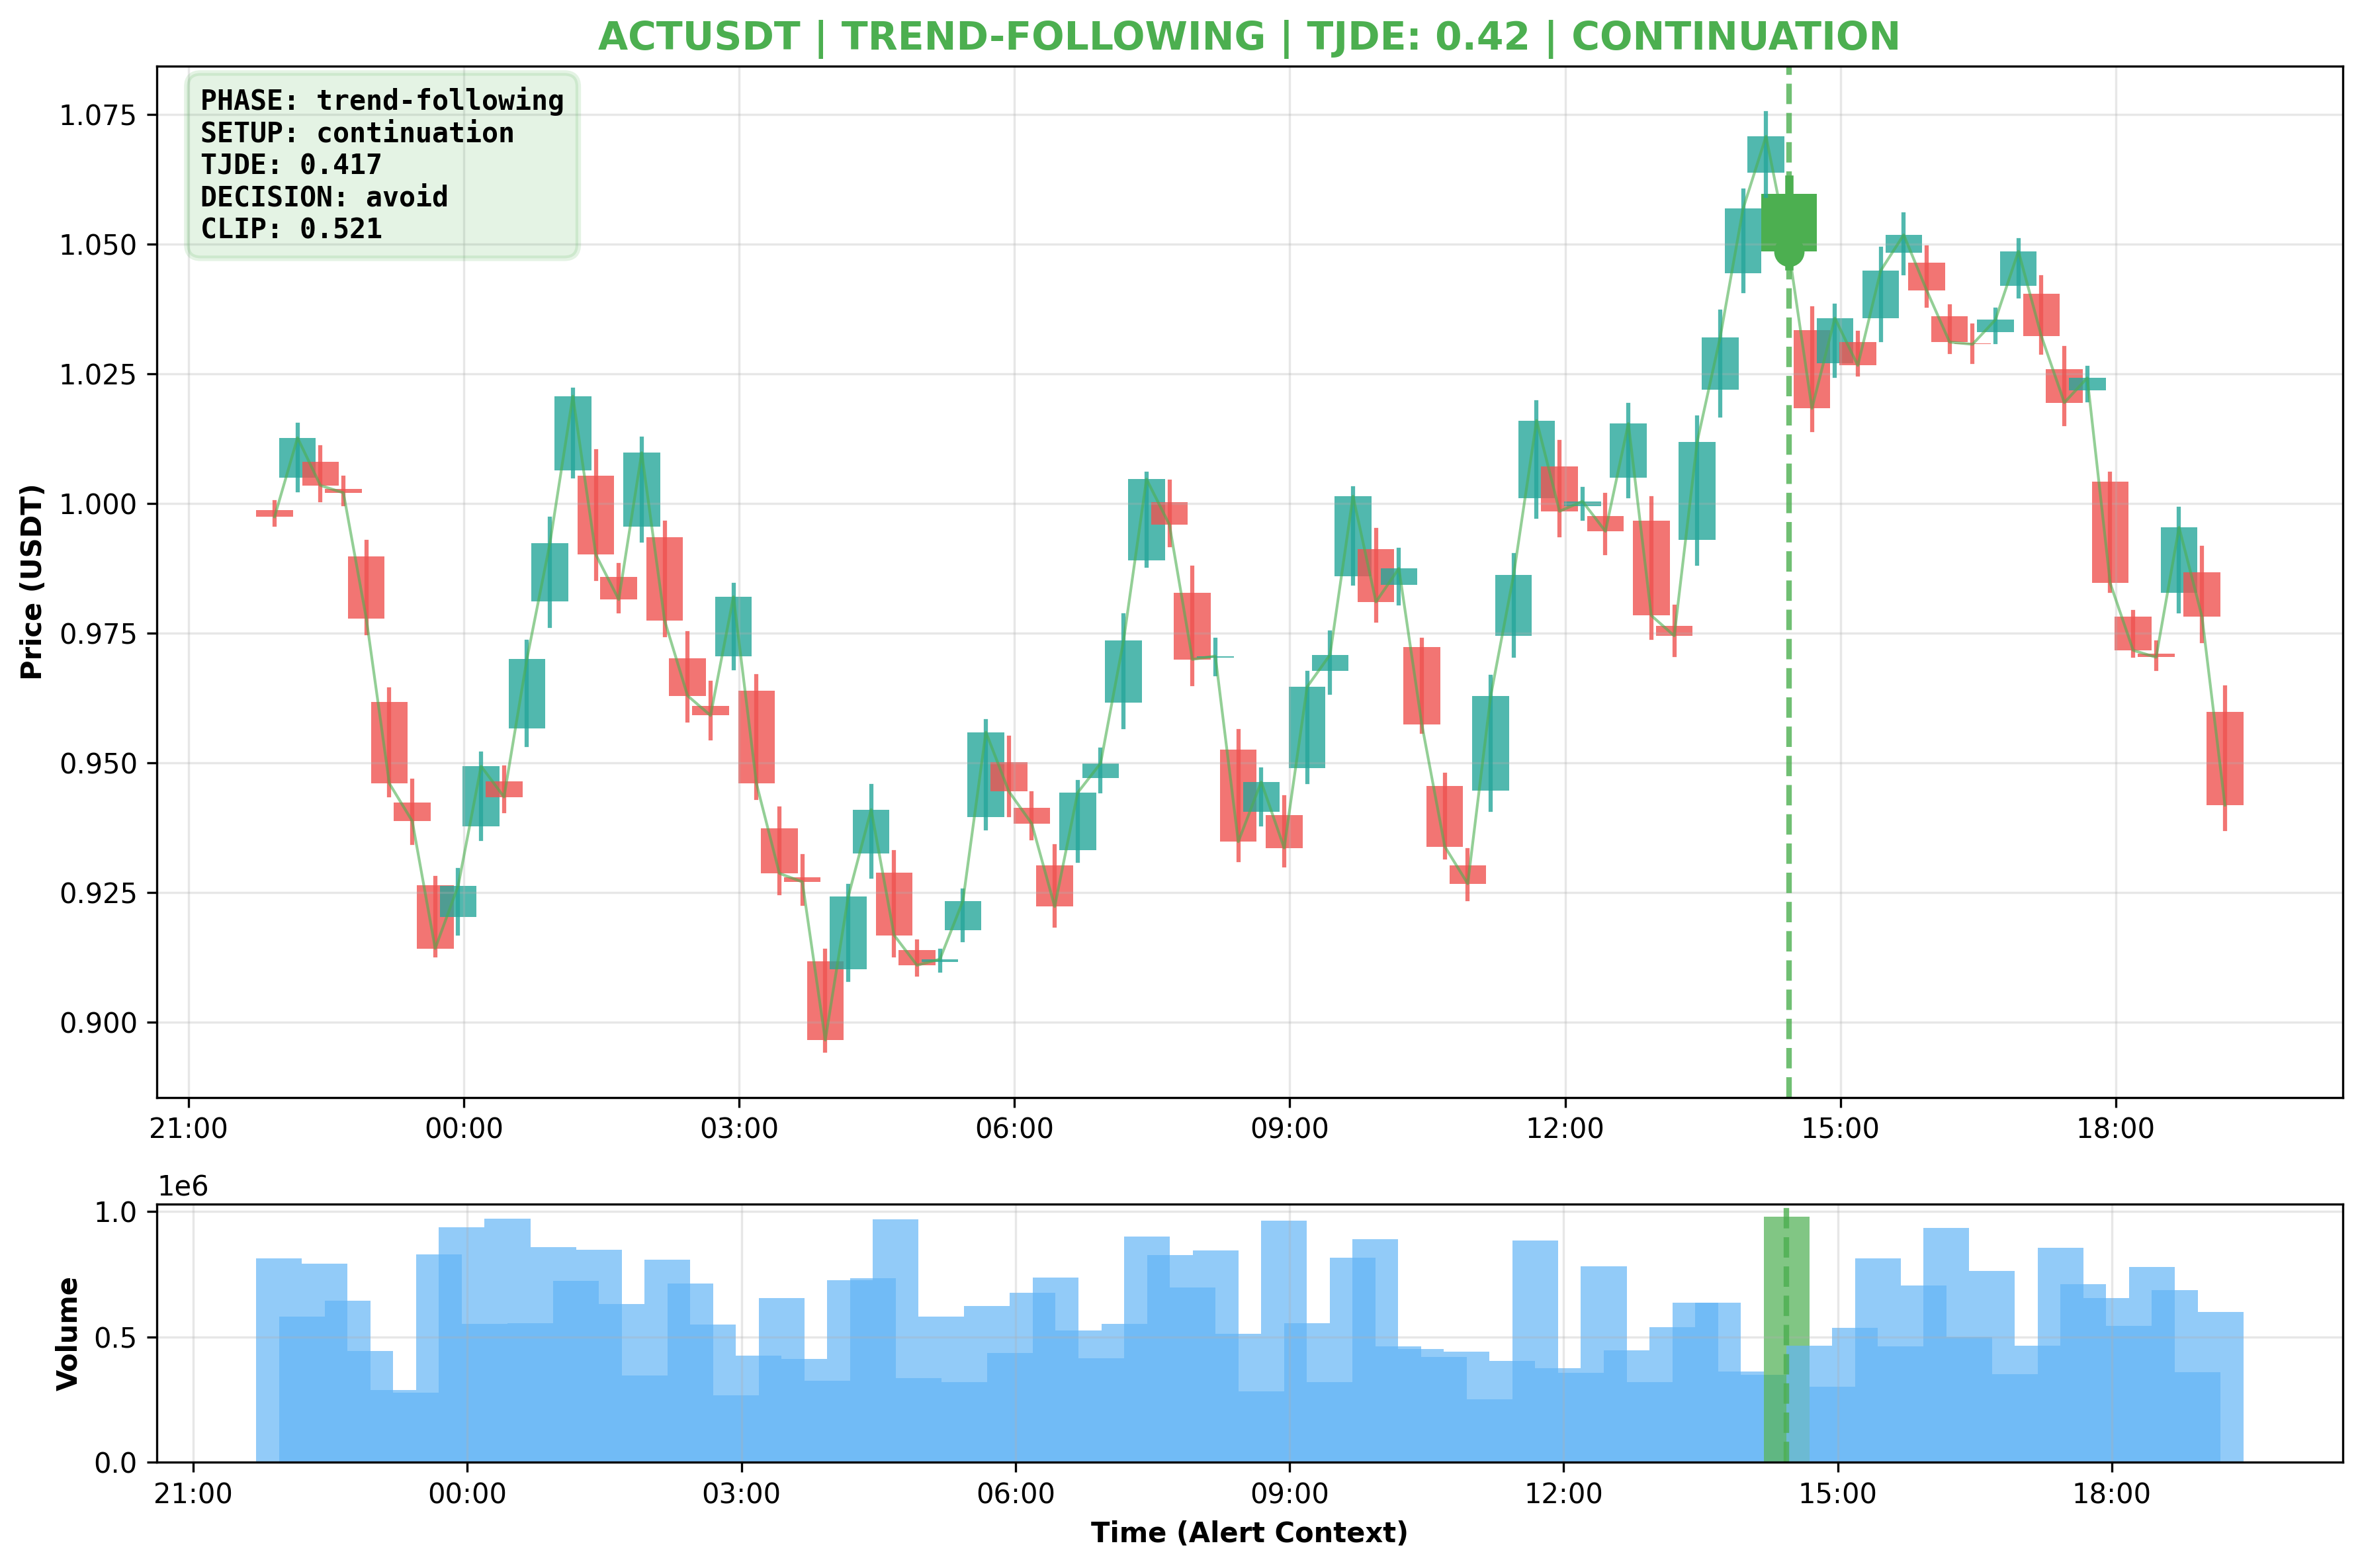 ACTUSDT | TREND-FOLLOWING | TJDE: 0.42 | CONTINUATION
PHASE: trend-following
SETUP: continuation
TJDE: 0.417
DECISION: avoid
CLIP: 0.521
Price (USDT)
1.075
1.050
1.025
1.000
0.975
0.950
0.925
0.900
21:00 00:00 03:00 06:00 09:00 12:00 15:00 18:00
1e6
Volume
1.0
0.5
0.0
21:00 00:00 03:00 06:00 09:00 12:00 15:00 18:00
Time (Alert Context)